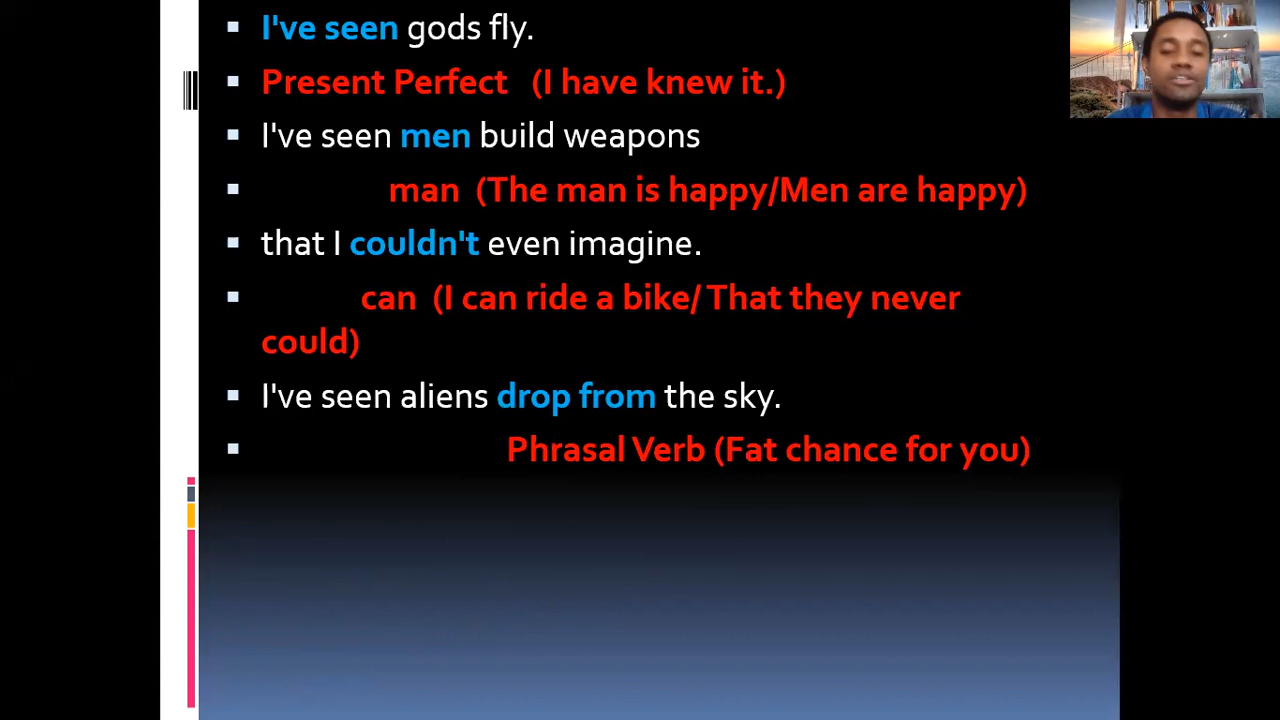 I've seen gods fly.
Present Perfect (I have knew it.)
I've seen men build weapons
man (The man is happy/Men are happy)
that I couldn't even imagine.
can (I can ride a bike/ That they never
could)
I've seen aliens drop from the sky.
Phrasal Verb (Fat chance for you)